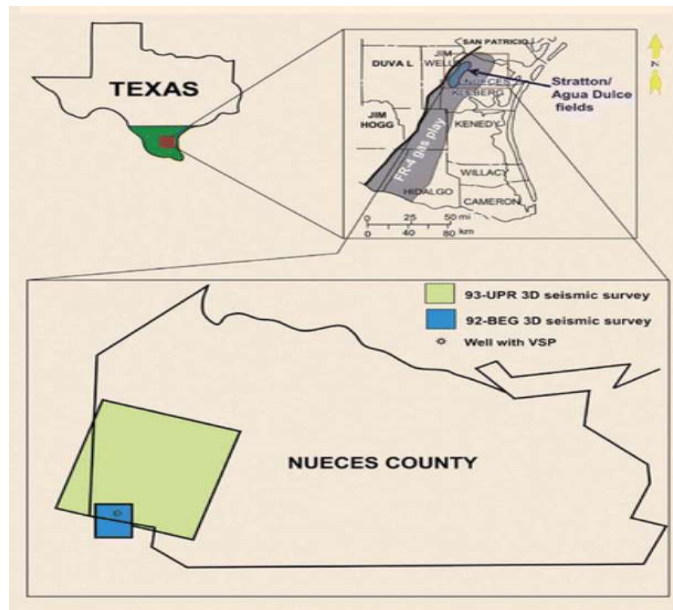 TEXAS
SAN PATRICIO
JIM
WELLS
DUVAL
NUECES
KLEBERG
Stratton/
Agua Dulce
fields
JIM
HOGG
KENEDY
FR-4 gas play
WILLACY
HIDALGO
CAMERON
0 25 50 mi
0 40 80 km
N
93-UPR 3D seismic survey
92-BEG 3D seismic survey
Well with VSP
NUECES COUNTY